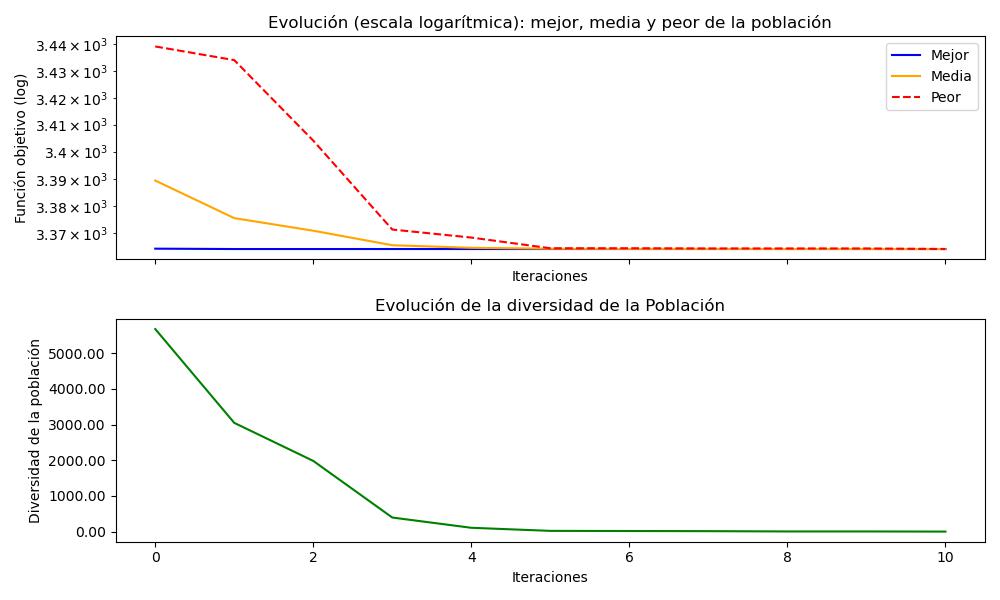 Evolución (escala logarítmica): mejor, media y peor de la población
3.44 × 10³
3.43 × 10³
3.42 × 10³
3.41 × 10³
3.4 × 10³
3.39 × 10³
3.38 × 10³
3.37 × 10³
Función objetivo (log)
Mejor
Media
Peor
Iteraciones
Evolución de la diversidad de la Población
5000.00
4000.00
3000.00
2000.00
1000.00
0.00
Diversidad de la población
0 2 4 6 8 10
Iteraciones